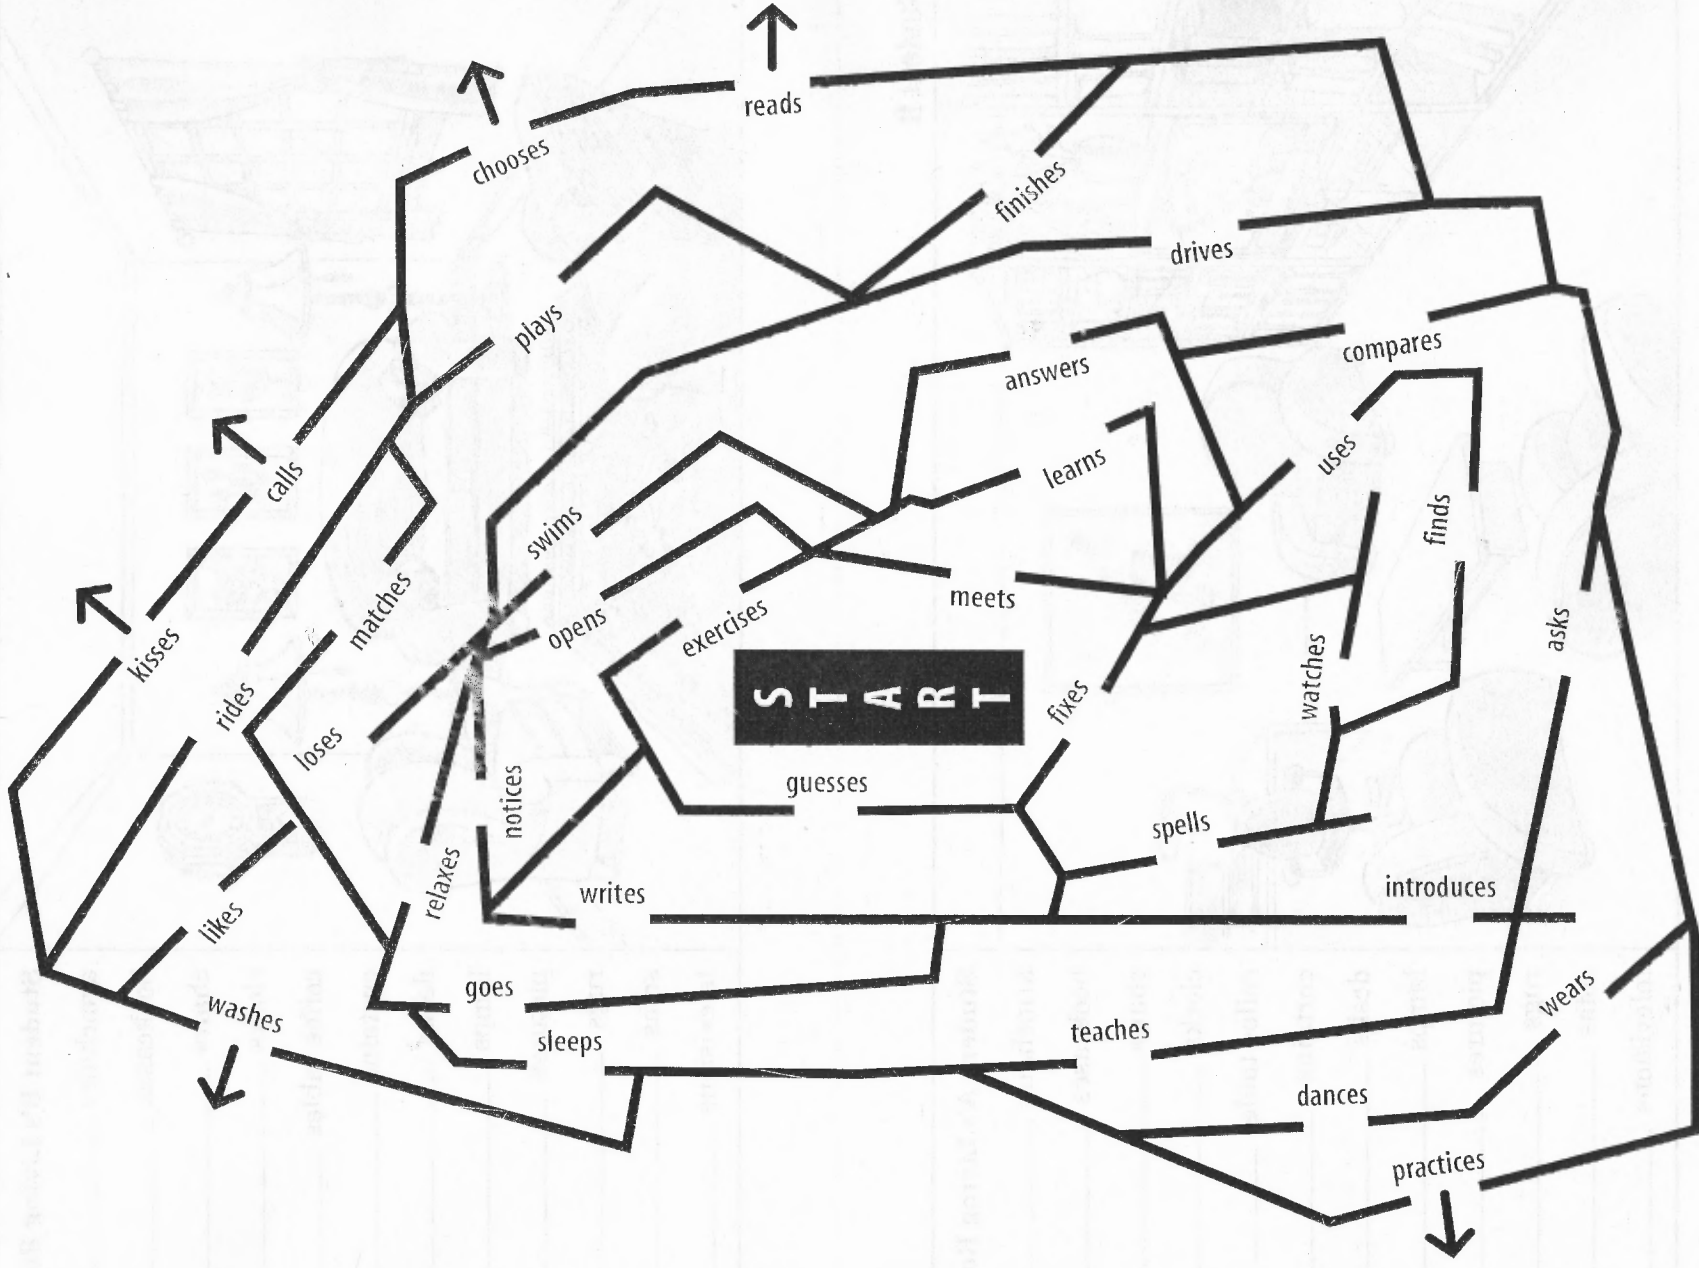 reads
chooses
finishes
drives
plays
compares
answers
learns
uses
calls
finds
swims
matches
opens
exercises
meets
asks
kisses
watches
START
rides
fixes
loses
notices
guesses
spells
relaxes
writes
introduces
likes
goes
wears
washes
sleeps
teaches
dances
practices